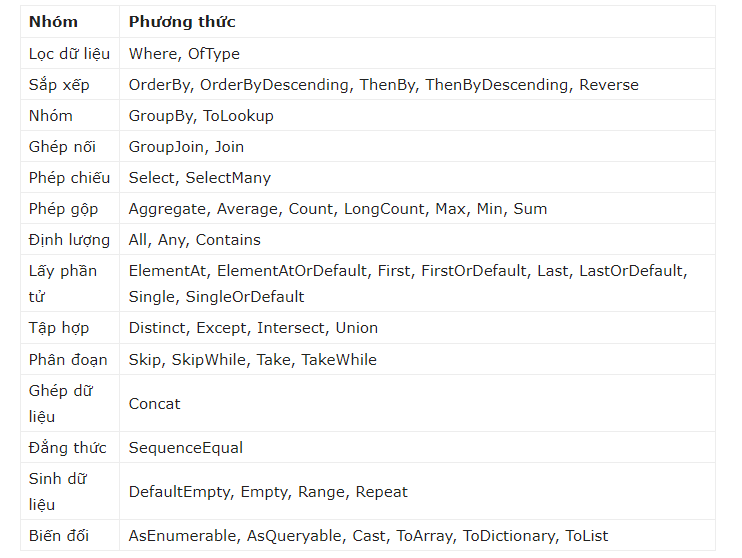 Nhóm Phương thức
Lọc dữ liệu Where, OfType
Sắp xếp OrderBy, OrderByDescending, ThenBy, ThenByDescending, Reverse
Nhóm GroupBy, ToLookup
Ghép nối GroupJoin, Join
Phép chiếu Select, SelectMany
Phép gộp Aggregate, Average, Count, LongCount, Max, Min, Sum
Định lượng All, Any, Contains
Lấy phần
tử
ElementAt, ElementAtOrDefault, First, FirstOrDefault, Last, LastOrDefault,
Single, SingleOrDefault
Tập hợp Distinct, Except, Intersect, Union
Phân đoạn Skip, SkipWhile, Take, TakeWhile
Ghép dữ
liệu
Concat
Đẳng thức SequenceEqual
Sinh dữ
liệu
DefaultEmpty, Empty, Range, Repeat
Biến đổi AsEnumerable, AsQueryable, Cast, ToArray, ToDictionary, ToList